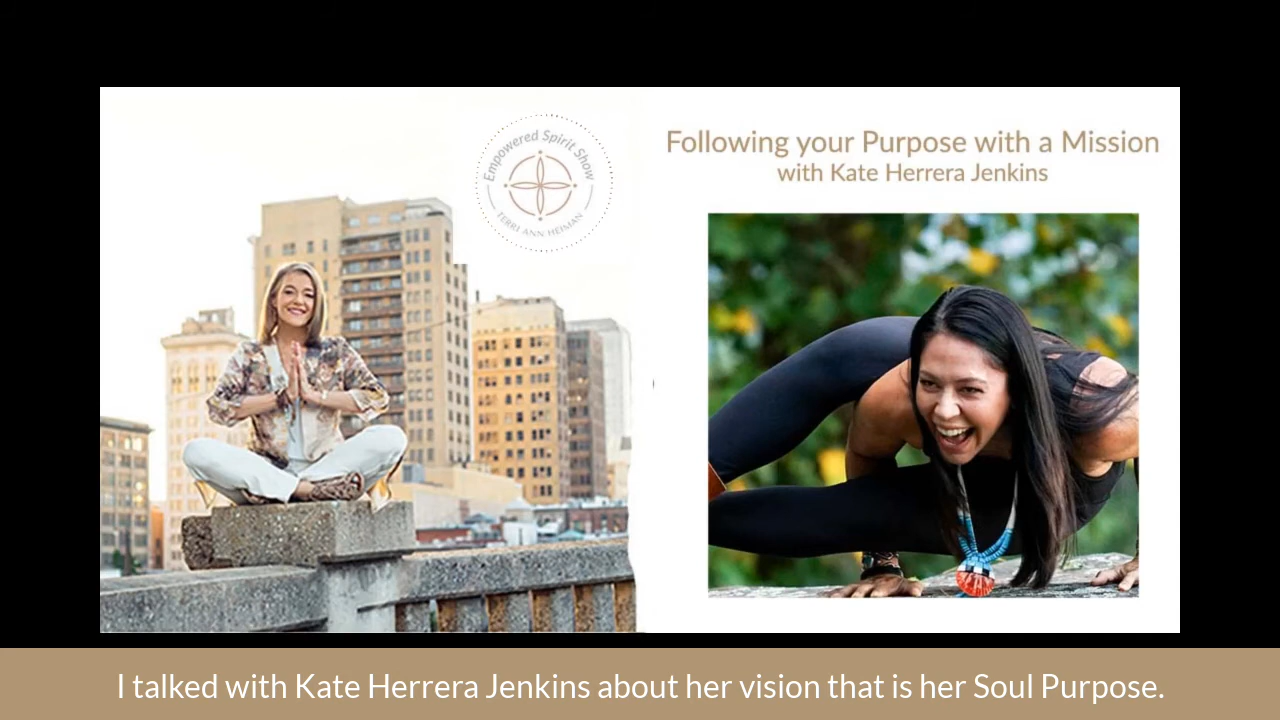 Empowered Spirit Show
TERRI ANN HEIMAN
Following your Purpose with a Mission
with Kate Herrera Jenkins
I talked with Kate Herrera Jenkins about her vision that is her Soul Purpose.